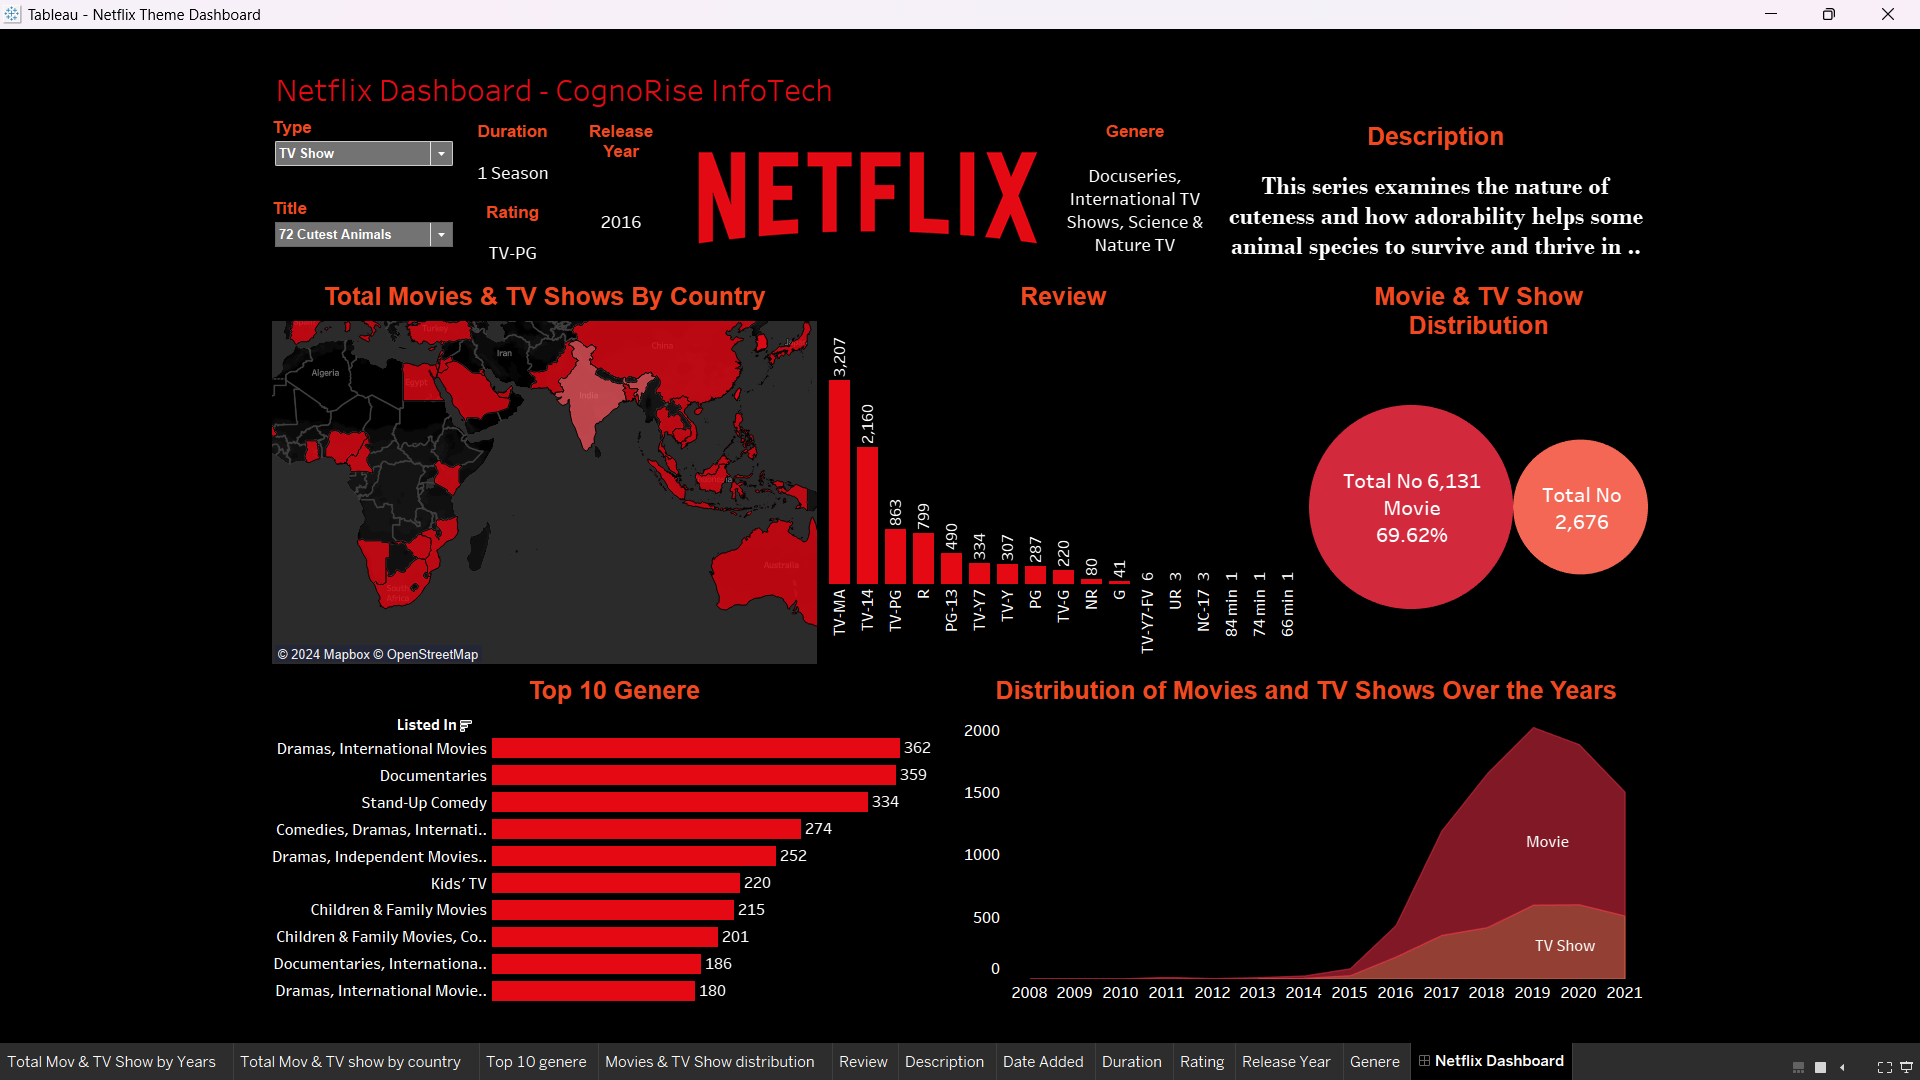 Tableau - Netflix Theme Dashboard
Netflix Dashboard - CognoRise InfoTech
Type
TV Show
Title
72 Cutest Animals
Duration
1 Season
Rating
TV-PG
Release
Year
2016
NETFLIX
Genere
Docuseries,
International TV
Shows, Science &
Nature TV
Description
This series examines the nature of
cuteness and how adorability helps some
animal species to survive and thrive in ..
Total Movies & TV Shows By Country
Turkey
Iran
China
Algeria
Egypt
India
Australia
South
Africa
© 2024 Mapbox © OpenStreetMap
Review
3,207
2,160
863
799
490
334
307
287
220
80
41
6
3
3
1
1
1
TV-MA
TV-14
TV-PG
R
PG-13
TV-Y7
TV-Y
PG
TV-G
NR
G
TV-Y7-FV
UR
NC-17
84 min
74 min
66 min
Movie & TV Show
Distribution
Total No 6,131
Movie
69.62%
Total No
2,676
Top 10 Genere
Listed In
Dramas, International Movies 362
Documentaries 359
Stand-Up Comedy 334
Comedies, Dramas, Internati.. 274
Dramas, Independent Movies.. 252
Kids’ TV 220
Children & Family Movies 215
Children & Family Movies, Co.. 201
Documentaries, Internationa.. 186
Dramas, International Movie.. 180
Distribution of Movies and TV Shows Over the Years
2000
1500
1000
500
0
Movie
TV Show
2008 2009 2010 2011 2012 2013 2014 2015 2016 2017 2018 2019 2020 2021
Total Mov & TV Show by Years Total Mov & TV show by country Top 10 genere Movies & TV Show distribution Review Description Date Added Duration Rating Release Year Genere Netflix Dashboard